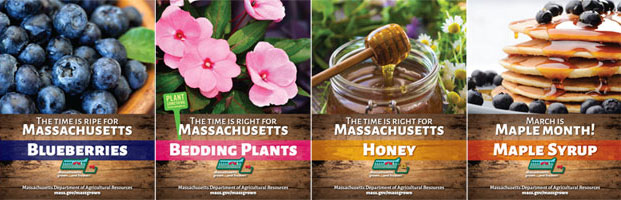 THE TIME IS RIPE FOR
MASSACHUSETTS
BLUEBERRIES
Massachusetts Department of Agricultural Resources
mass.gov/massgrown
PLANT
THE TIME IS RIGHT FOR
MASSACHUSETTS
BEDDING PLANTS
Massachusetts Department of Agricultural Resources
mass.gov/massgrown
THE TIME IS RIGHT FOR
MASSACHUSETTS
HONEY
Massachusetts Department of Agricultural Resources
mass.gov/massgrown
MARCH IS
MAPLE MONTH!
MAPLE SYRUP
Massachusetts Department of Agricultural Resources
mass.gov/massgrown